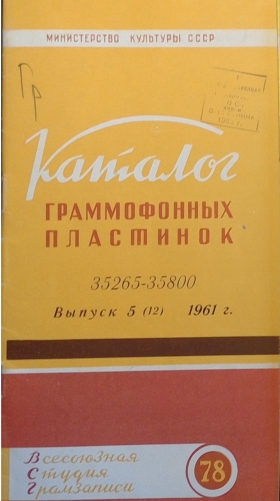 МИНИСТЕРСТВО КУЛЬТУРЫ СССР
Гр
Каталог
ГРАММОФОННЫХ
ПЛАСТИНОК
35265-35800
Выпуск 5 (12) 1961 г.
Всесоюзная
Студия
Грамзаписи
78